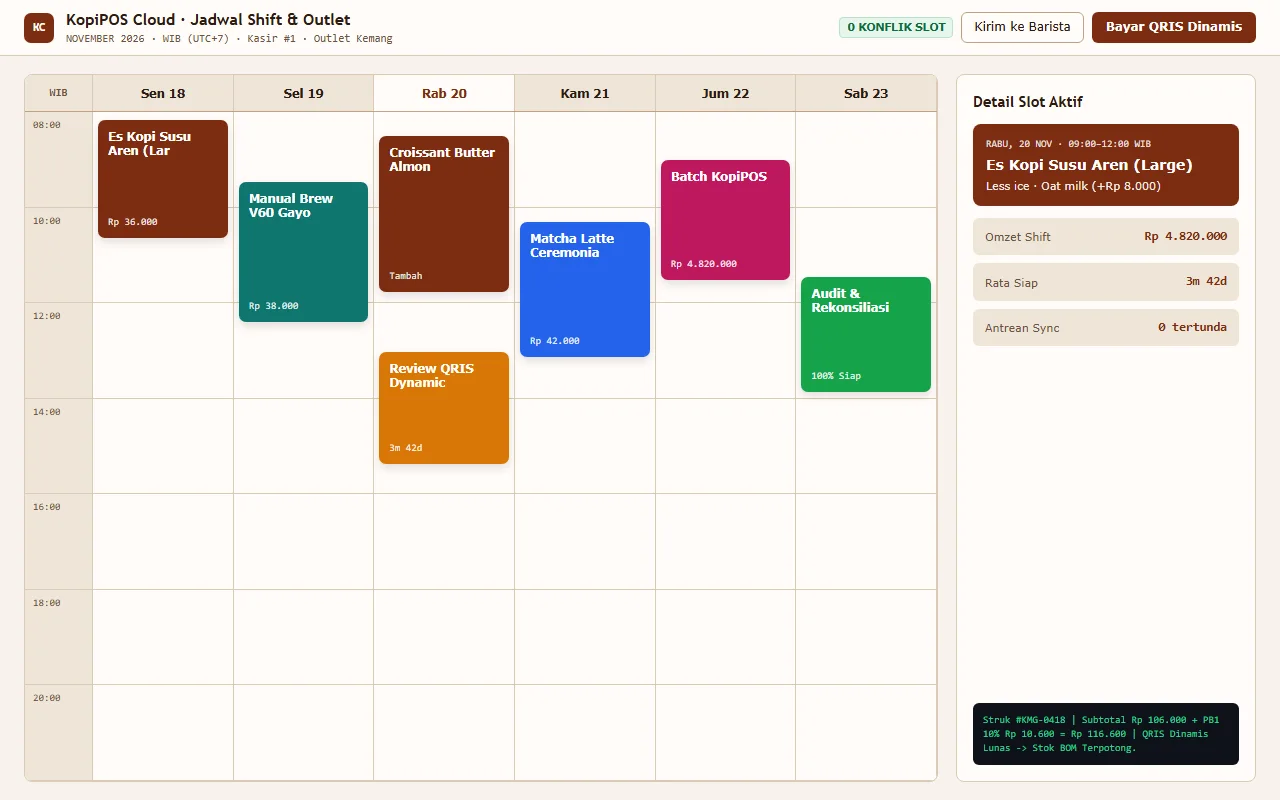 KC
KopiPOS Cloud · Jadwal Shift & Outlet
NOVEMBER 2026 · WIB (UTC+7) · Kasir #1 · Outlet Kemang
0 KONFLIK SLOT
Kirim ke Barista
Bayar QRIS Dinamis
WIB
Sen 18
Sel 19
Rab 20
Kam 21
Jum 22
Sab 23
08:00
10:00
12:00
14:00
16:00
18:00
20:00
Es Kopi Susu
Aren (Lar
Rp 36.000
Manual Brew
V60 Gayo
Rp 38.000
Croissant Butter
Almon
Tambah
Review QRIS
Dynamic
3m 42d
Matcha Latte
Ceremonia
Rp 42.000
Batch KopiPOS
Rp 4.820.000
Audit &
Rekonsiliasi
100% Siap
Detail Slot Aktif
RABU, 20 NOV · 09:00–12:00 WIB
Es Kopi Susu Aren (Large)
Less ice · Oat milk (+Rp 8.000)
Omzet Shift
Rp 4.820.000
Rata Siap
3m 42d
Antrean Sync
0 tertunda
Struk #KMG-0418 | Subtotal Rp 106.000 + PB1
10% Rp 10.600 = Rp 116.600 | QRIS Dinamis
Lunas -> Stok BOM Terpotong.